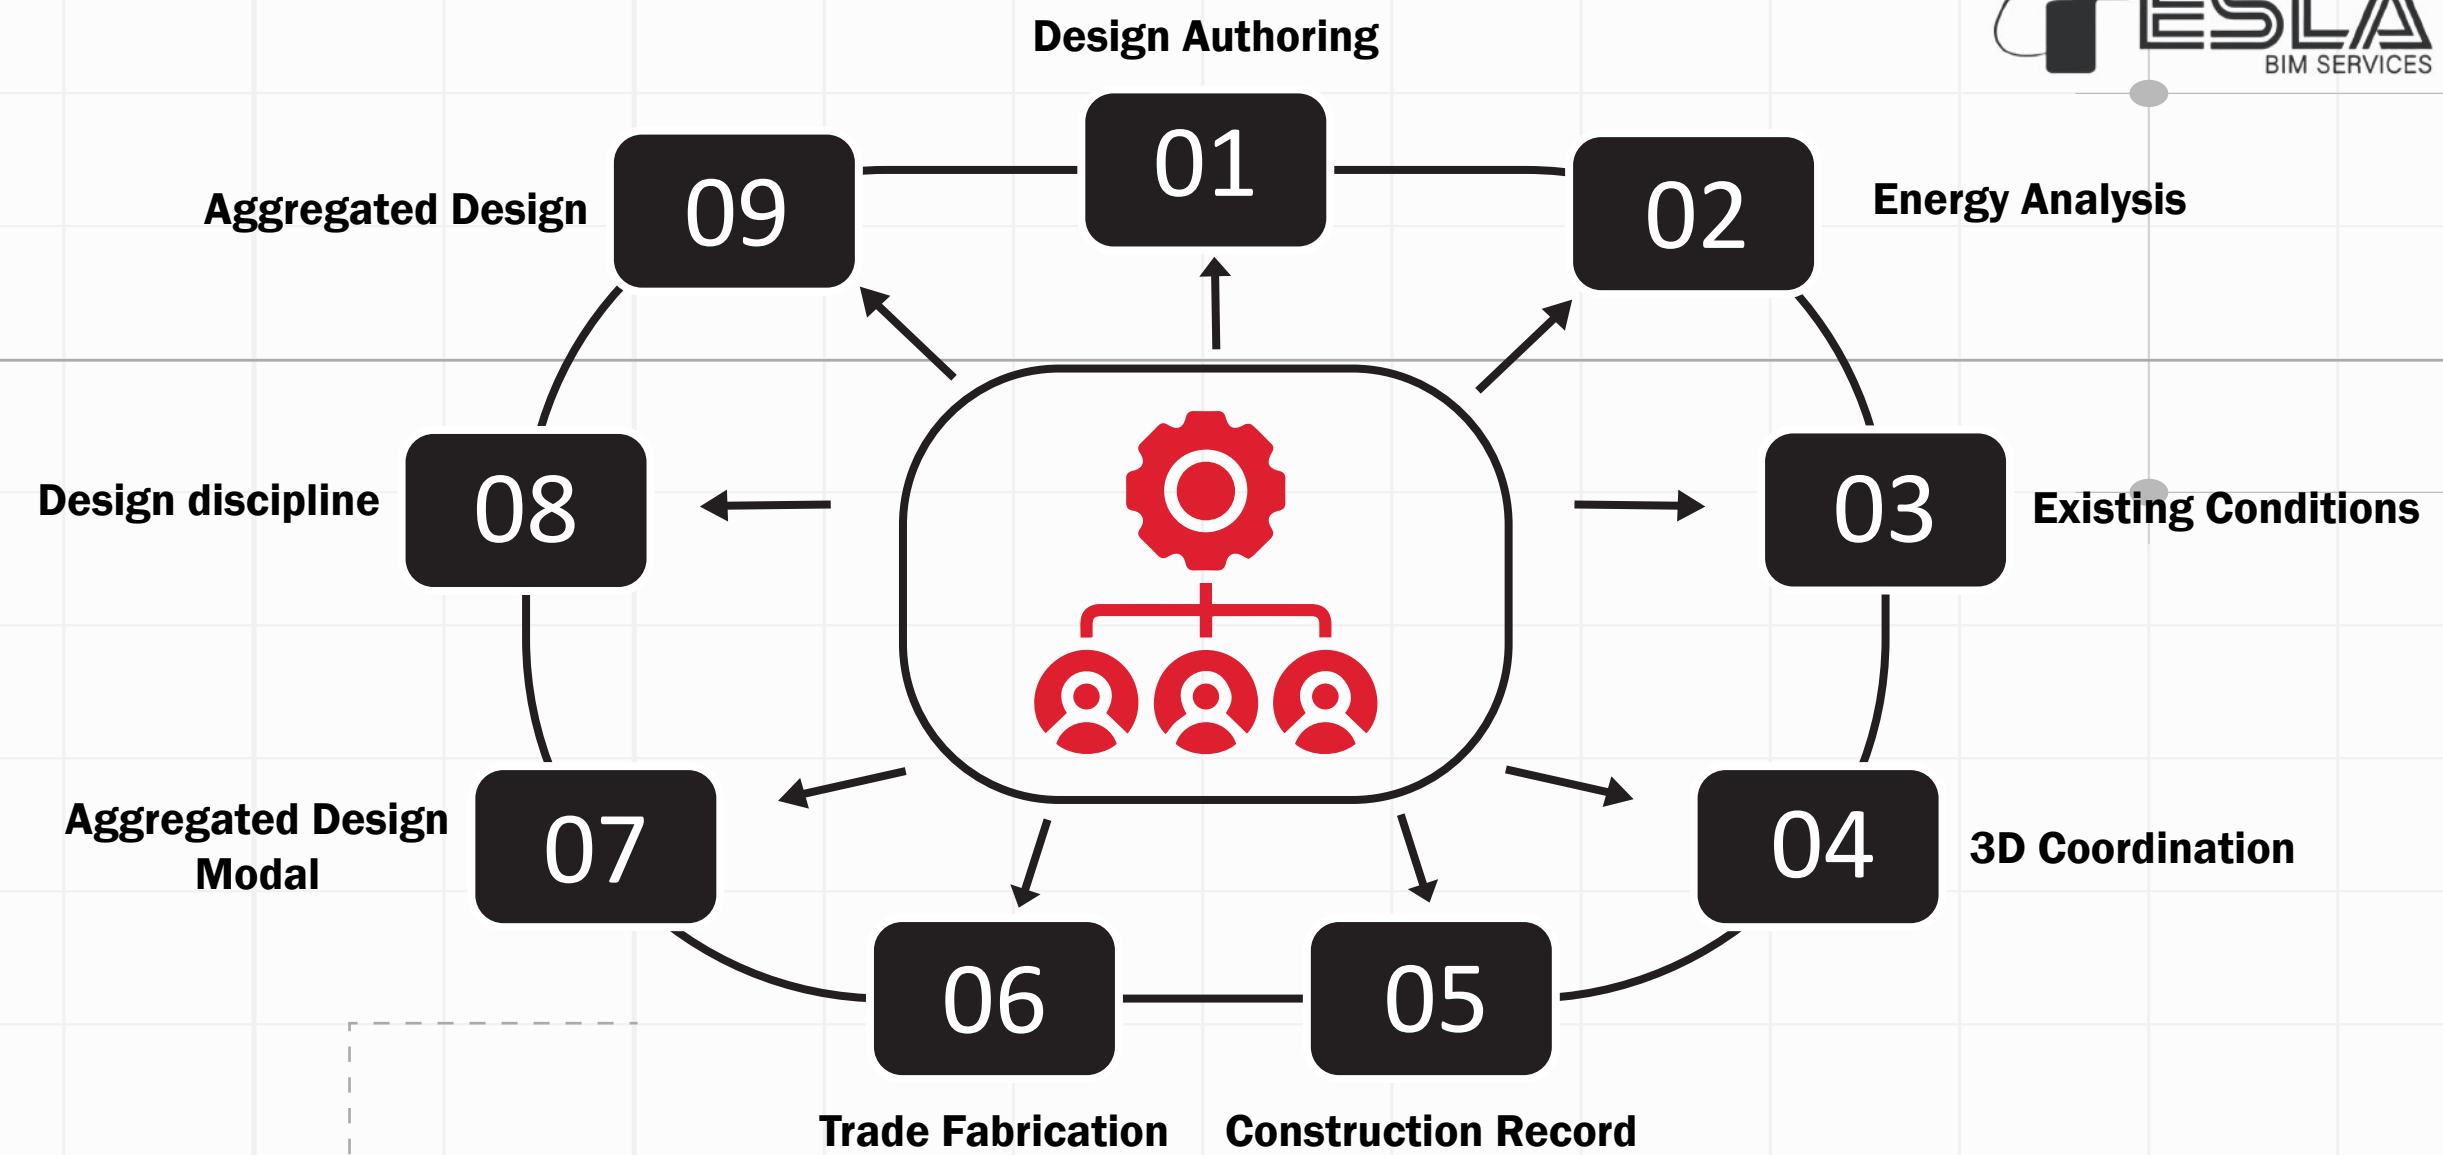 Design Authoring
ESLA
BIM SERVICES
01
02
Energy Analysis
03
Existing Conditions
04
3D Coordination
05
Construction Record
06
Trade Fabrication
07
Aggregated Design
Modal
08
Design discipline
09
Aggregated Design